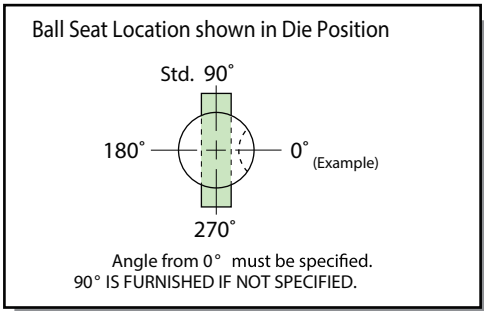 Ball Seat Location shown in Die Position
Std. 90°
180°
0° (Example)
270°
Angle from 0° must be specified.
90° IS FURNISHED IF NOT SPECIFIED.